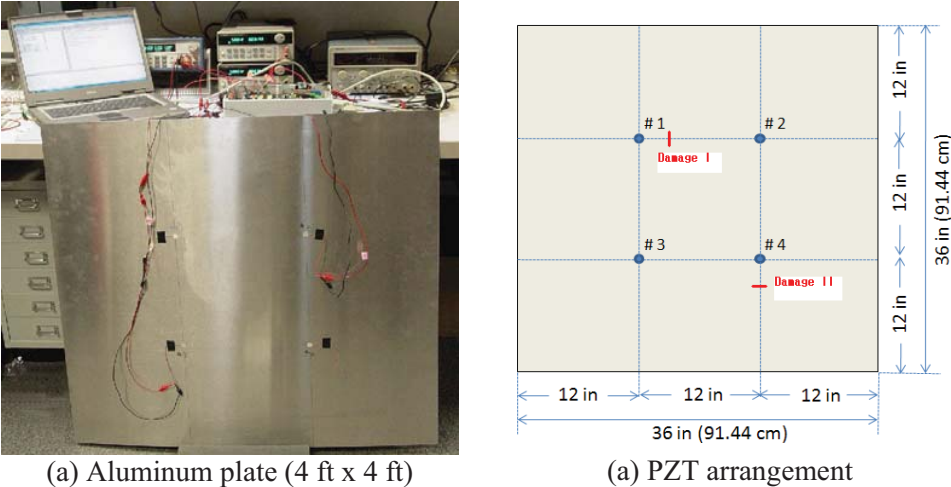 # 1
# 2
Damage I
# 3
# 4
Damage II
12 in
12 in
12 in
36 in (91.44 cm)
12 in
12 in
12 in
36 in (91.44 cm)
(a) Aluminum plate (4 ft x 4 ft)
(a) PZT arrangement